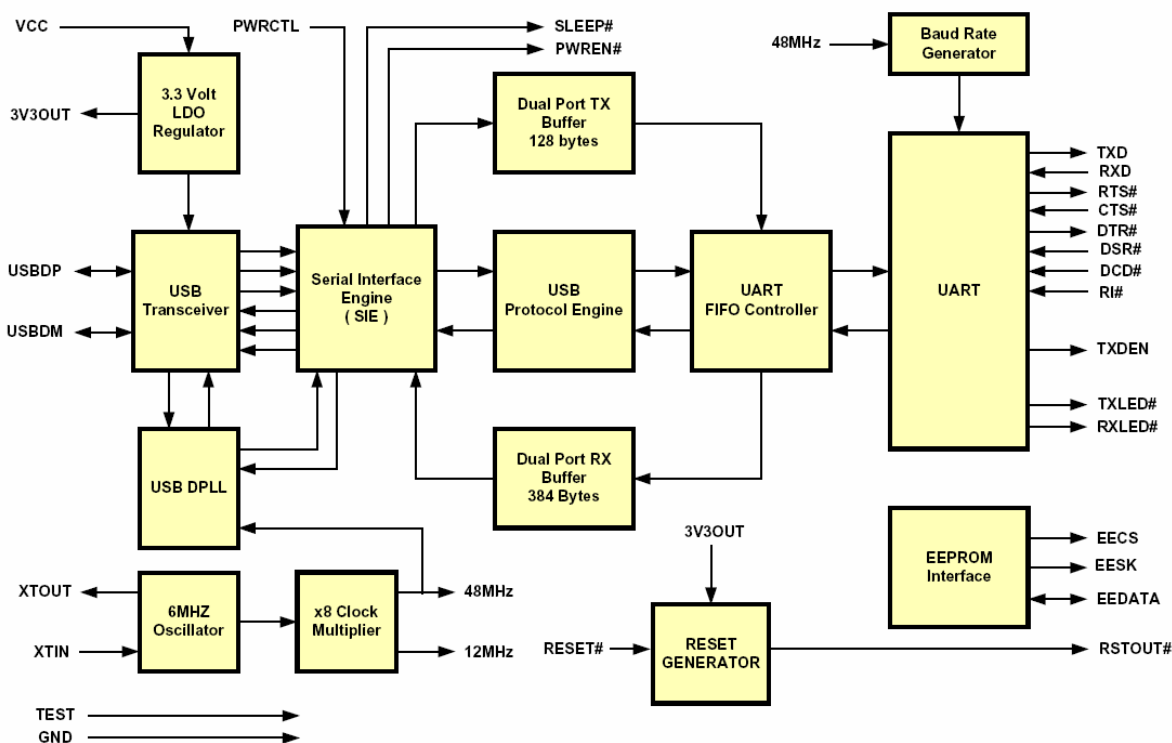 VCC
PWRCTL
SLEEP#
PWREN#
48MHz
Baud Rate
Generator
3V3OUT
3.3 Volt
LDO
Regulator
Dual Port TX
Buffer
128 bytes
USBDP
USBDM
USB
Transceiver
Serial Interface
Engine
( SIE )
USB
Protocol Engine
UART
FIFO Controller
UART
TXD
RXD
RTS#
CTS#
DTR#
DSR#
DCD#
RI#
TXDEN
TXLED#
RXLED#
USB DPLL
Dual Port RX
Buffer
384 Bytes
3V3OUT
EEPROM
Interface
EECS
EESK
EEDATA
XTOUT
XTIN
6MHZ
Oscillator
x8 Clock
Multiplier
48MHz
12MHz
RESET#
RESET
GENERATOR
RSTOUT#
TEST
GND